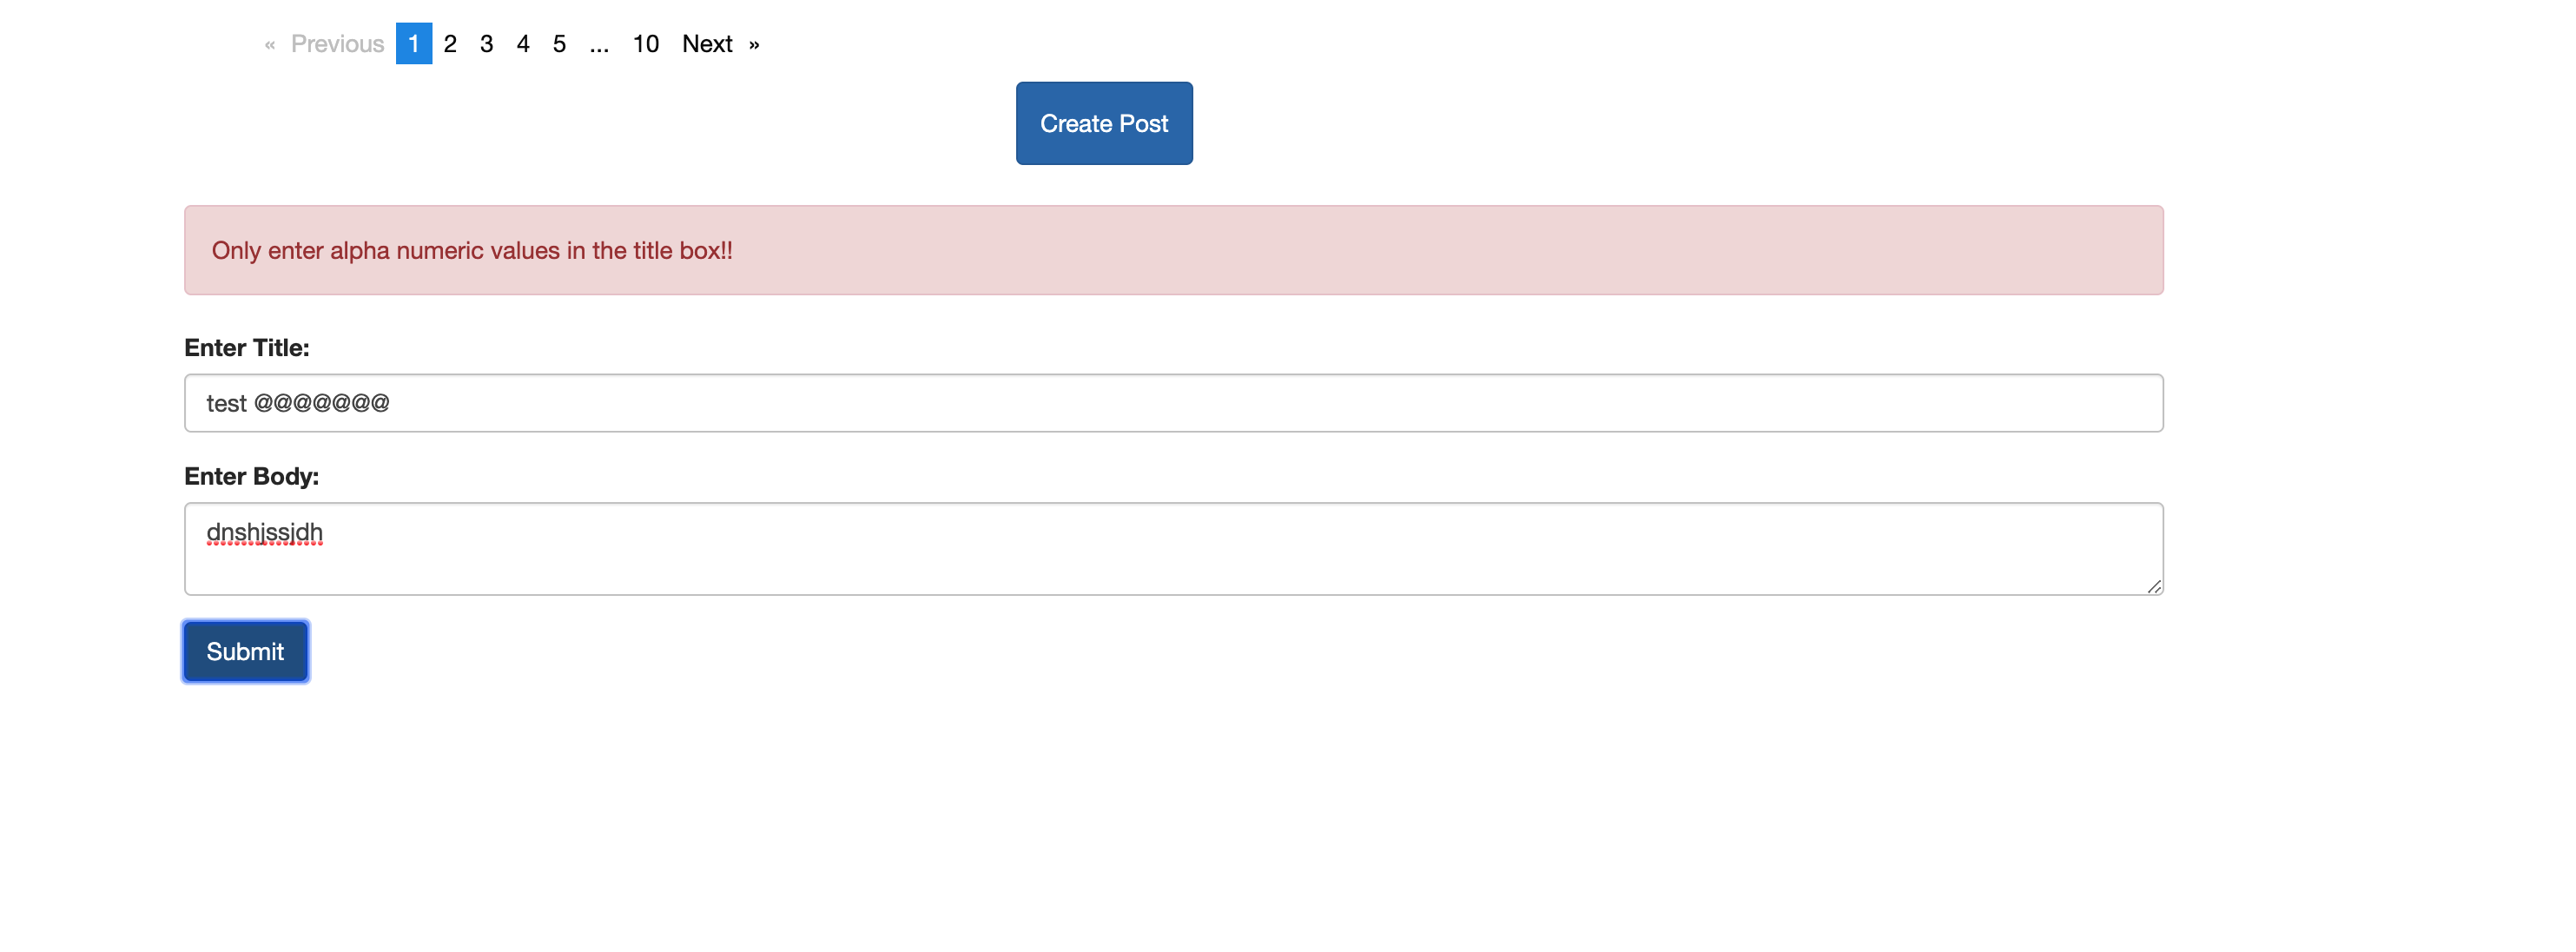 « Previous 1 2 3 4 5 ... 10 Next »
Create Post
Only enter alpha numeric values in the title box!!
Enter Title:
test @@@@@@@
Enter Body:
dnshjssjdh
Submit